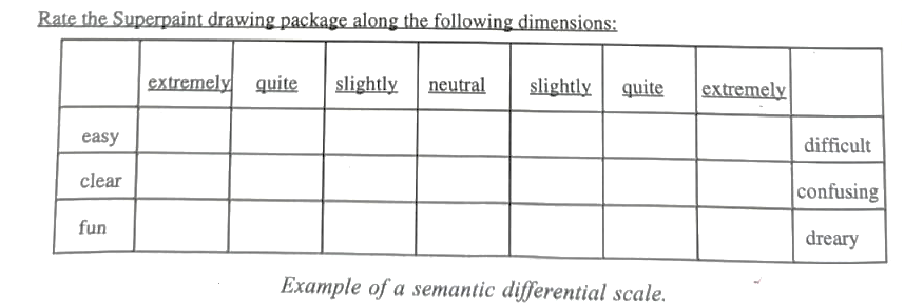 Rate the Superpaint drawing package along the following dimensions:
extremely quite slightly neutral slightly quite extremely
easy difficult
clear confusing
fun dreary
Example of a semantic differential scale.